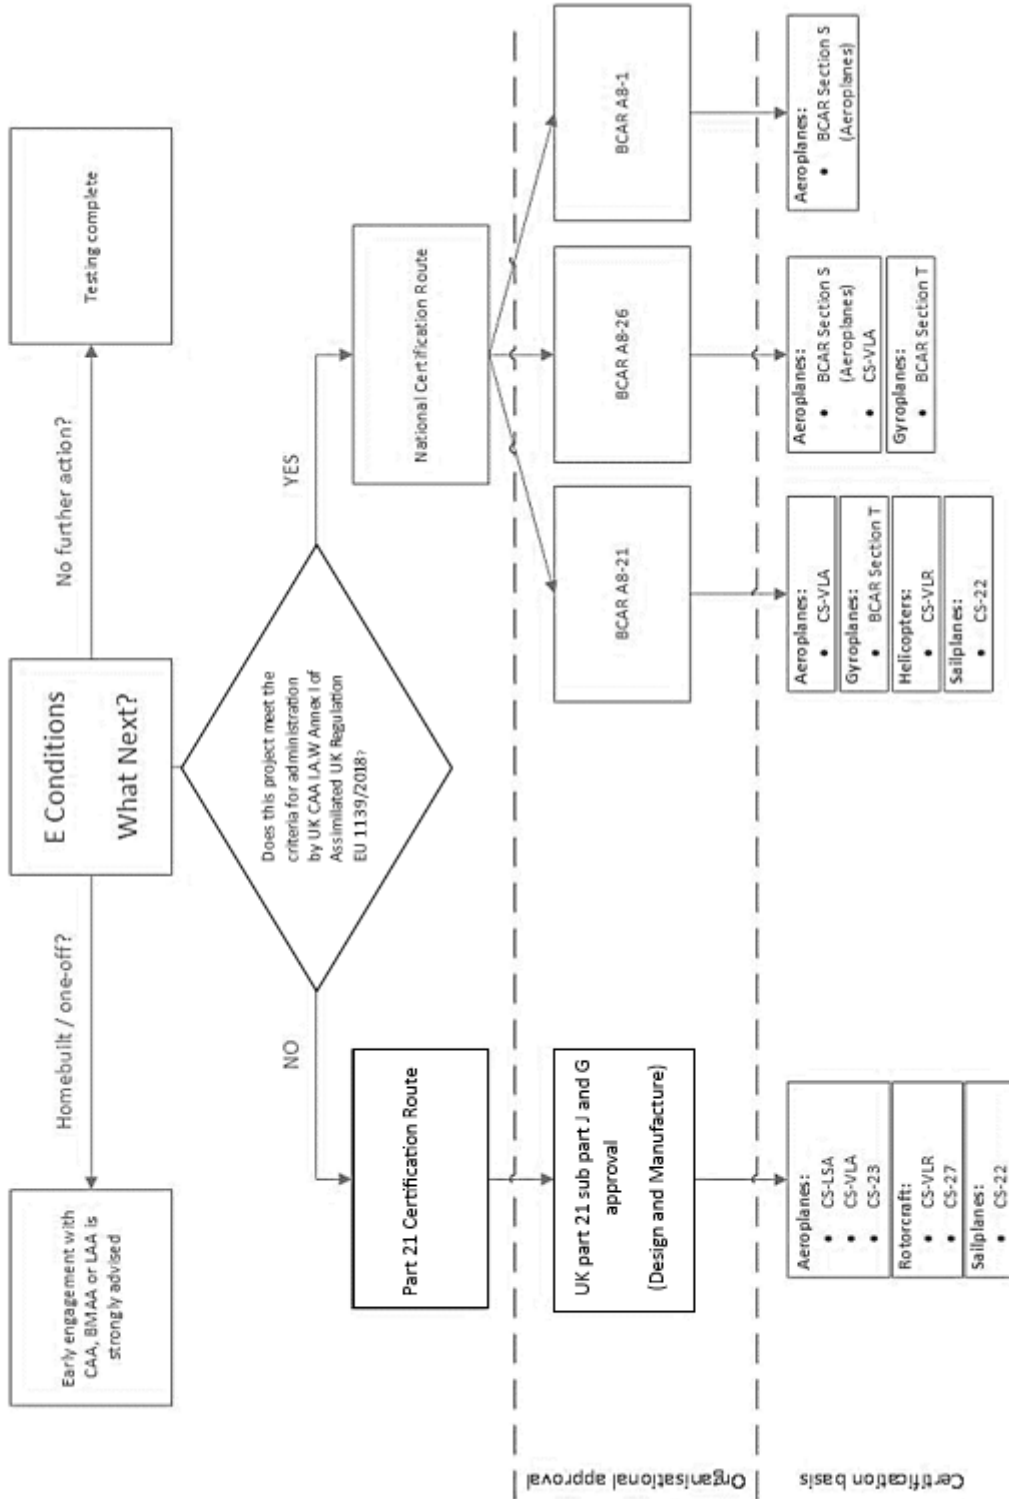 E Conditions
What Next?
Homebuilt / one-off?
No further action?
Early engagement with
CAA, BMAA or LAA is
strongly advised
Testing complete
Does this project meet the
criteria for administration
by UK CAA I.A.W Annex I of
Assimilated UK Regulation
EU 1139/2018?
NO
YES
Part 21 Certification Route
National Certification Route
Organisational approval
UK part 21 sub part J and G
approval
(Design and Manufacture)
BCAR A8-21
BCAR A8-26
BCAR A8-1
Certification basis
Aeroplanes:
• CS-LSA
• CS-VLA
• CS-23
Rotorcraft:
• CS-VLR
• CS-27
Sailplanes:
• CS-22
Aeroplanes:
• CS-VLA
Gyroplanes:
• BCAR Section T
Helicopters:
• CS-VLR
Sailplanes:
• CS-22
Aeroplanes:
• BCAR Section S
(Aeroplanes)
• CS-VLA
Gyroplanes:
• BCAR Section T
Aeroplanes:
• BCAR Section S
(Aeroplanes)